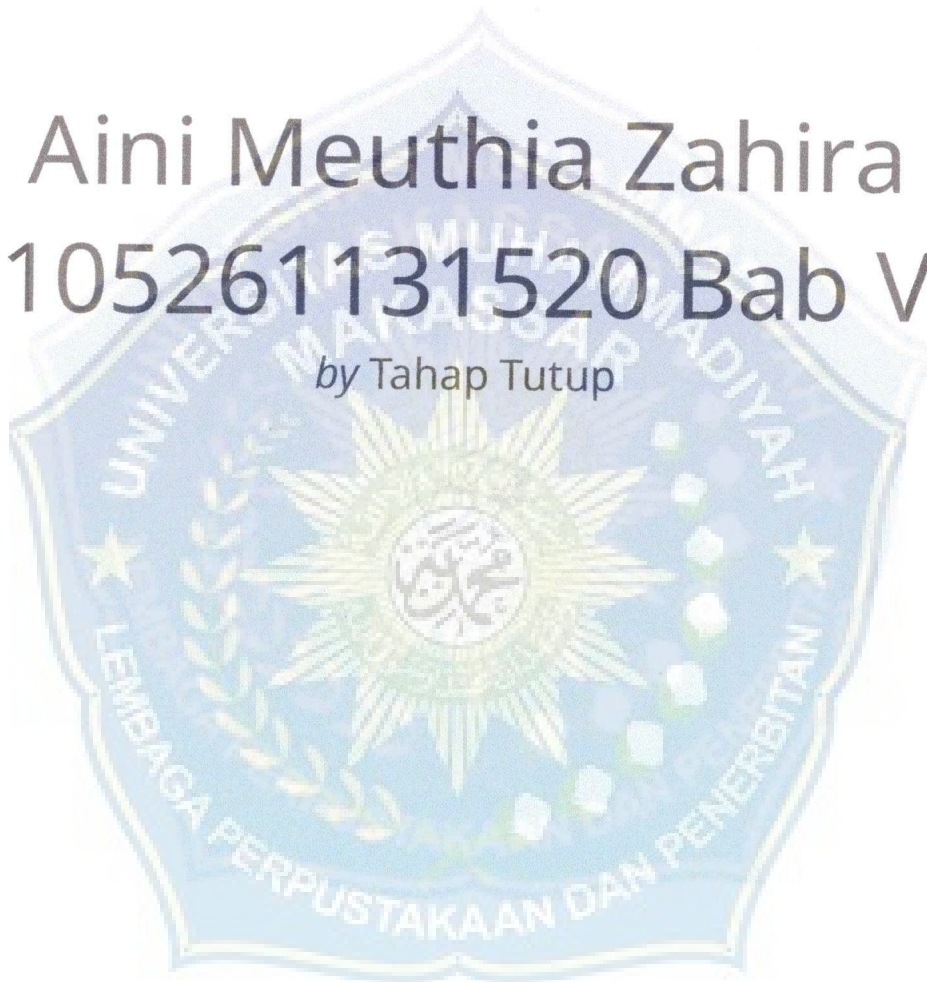 Aini Meuthia Zahira
105261131520 Bab V
by Tahap Tutup
UNIVERSITAS MUHAMMADIYAH
MAKASSAR
LEMBAGA PERPUSTAKAAN DAN PENERBITAN